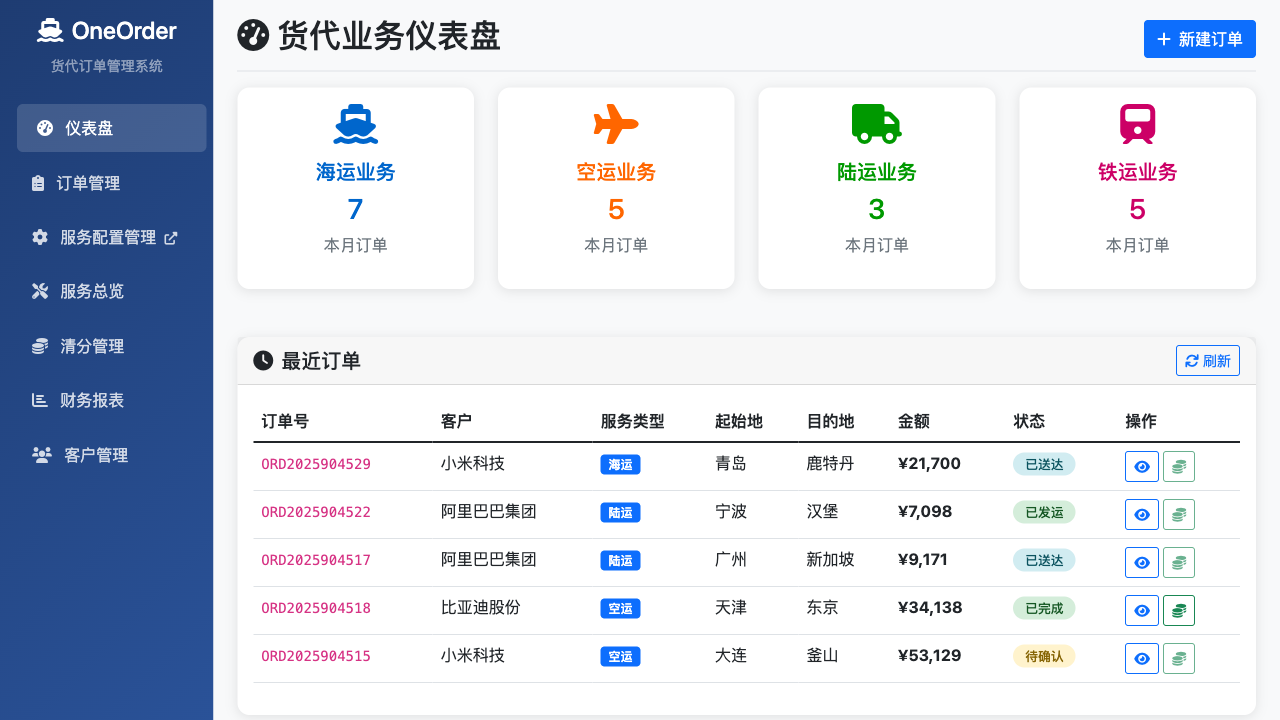 OneOrder
货代订单管理系统
仪表盘
订单管理
服务配置管理
服务总览
清分管理
财务报表
客户管理
货代业务仪表盘
新建订单
海运业务
7
本月订单
空运业务
5
本月订单
陆运业务
3
本月订单
铁运业务
5
本月订单
最近订单
刷新
订单号 客户 服务类型 起始地 目的地 金额 状态 操作
ORD2025904529 小米科技 海运 青岛 鹿特丹 ¥21,700 已送达
ORD2025904522 阿里巴巴集团 陆运 宁波 汉堡 ¥7,098 已发运
ORD2025904517 阿里巴巴集团 陆运 广州 新加坡 ¥9,171 已送达
ORD2025904518 比亚迪股份 空运 天津 东京 ¥34,138 已完成
ORD2025904515 小米科技 空运 大连 釜山 ¥53,129 待确认